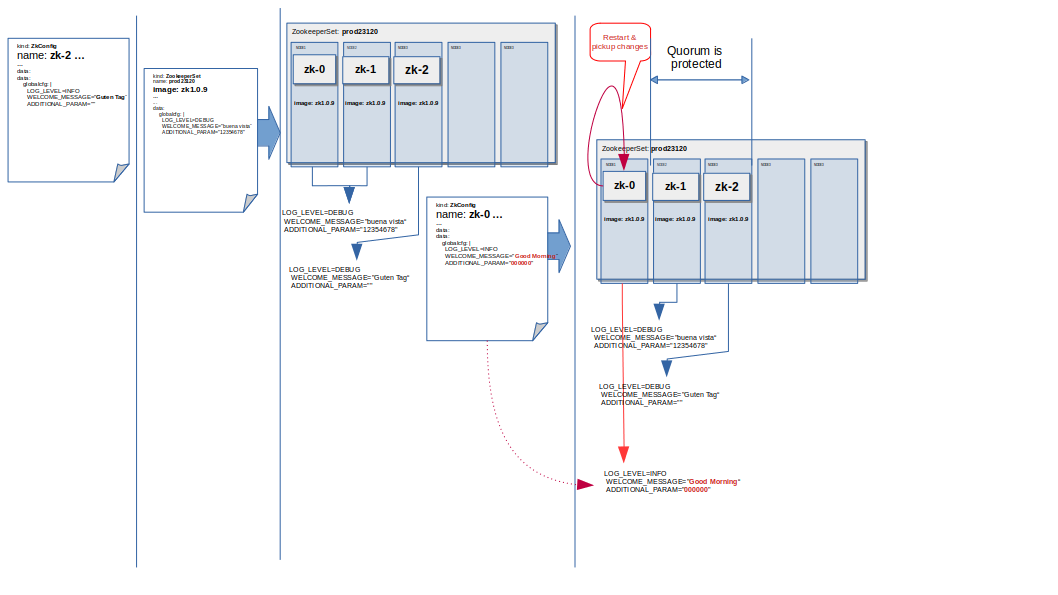 kind: ZkConfig
name: zk-2 ...
---
data:
data:
globalcfg: |
LOG_LEVEL=INFO
WELCOME_MESSAGE="Guten Tag"
ADDITIONAL_PARAM=""
kind: ZookeeperSet
name: prod23120
image: zk1.0.9
---
...
data:
globalcfg: |
LOG_LEVEL=DEBUG
WELCOME_MESSAGE="buena vista"
ADDITIONAL_PARAM="12354678"
ZookeeperSet: prod23120
zk-0
zk-1
zk-2
image: zk1.0.9
image: zk1.0.9
image: zk1.0.9
LOG_LEVEL=DEBUG
WELCOME_MESSAGE="buena vista"
ADDITIONAL_PARAM="12354678"
LOG_LEVEL=DEBUG
WELCOME_MESSAGE="Guten Tag"
ADDITIONAL_PARAM=""
kind: ZkConfig
name: zk-0 ...
---
data:
data:
globalcfg: |
LOG_LEVEL=INFO
WELCOME_MESSAGE="Good Morning"
ADDITIONAL_PARAM="000000"
Restart &
pickup changes
Quorum is
protected
ZookeeperSet: prod23120
zk-0
zk-1
zk-2
image: zk1.0.9
image: zk1.0.9
image: zk1.0.9
LOG_LEVEL=DEBUG
WELCOME_MESSAGE="buena vista"
ADDITIONAL_PARAM="12354678"
LOG_LEVEL=DEBUG
WELCOME_MESSAGE="Guten Tag"
ADDITIONAL_PARAM=""
LOG_LEVEL=INFO
WELCOME_MESSAGE="Good Morning"
ADDITIONAL_PARAM="000000"